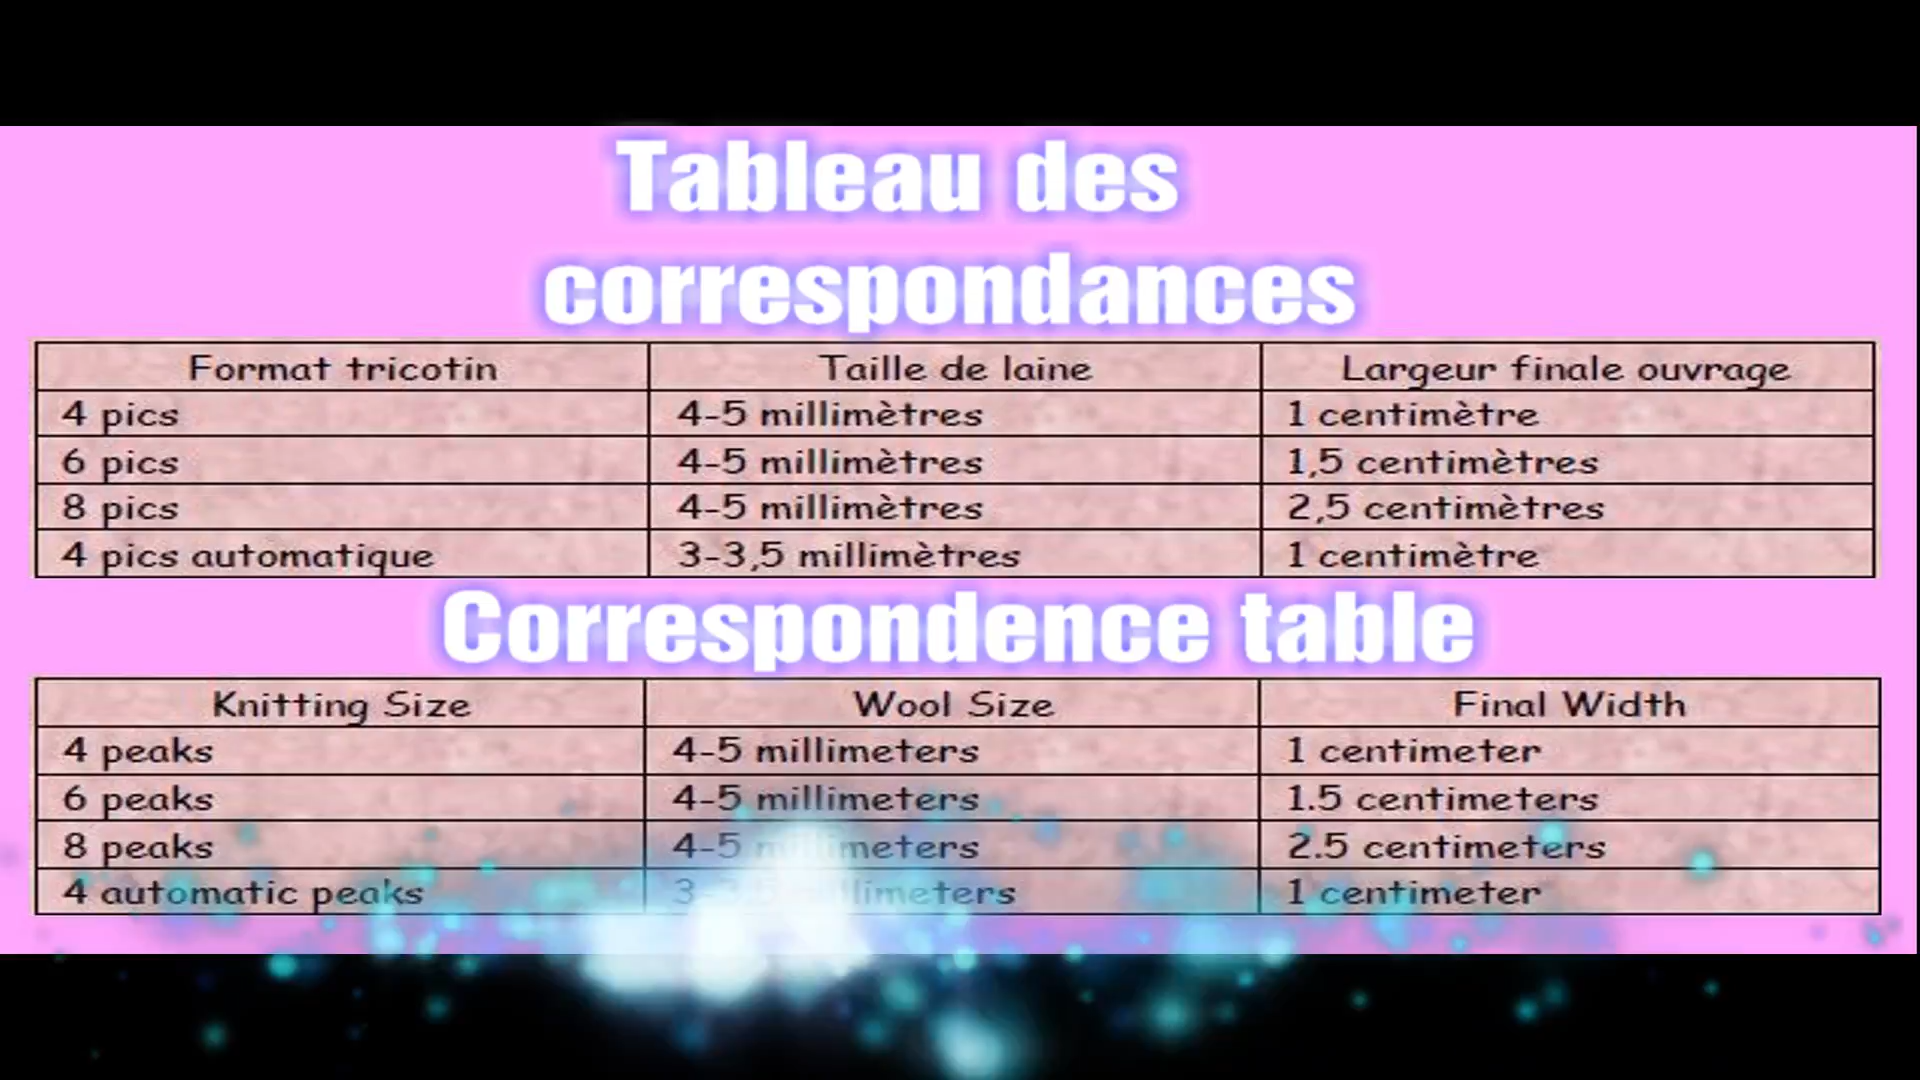 Tableau des
correspondances
Format tricotin Taille de laine Largeur finale ouvrage
4 pics 4-5 millimètres 1 centimètre
6 pics 4-5 millimètres 1,5 centimètres
8 pics 4-5 millimètres 2,5 centimètres
4 pics automatique 3-3,5 millimètres 1 centimètre
Correspondence table
Knitting Size Wool Size Final Width
4 peaks 4-5 millimeters 1 centimeter
6 peaks 4-5 millimeters 1.5 centimeters
8 peaks 4-5 millimeters 2.5 centimeters
4 automatic peaks 3-3.5 millimeters 1 centimeter